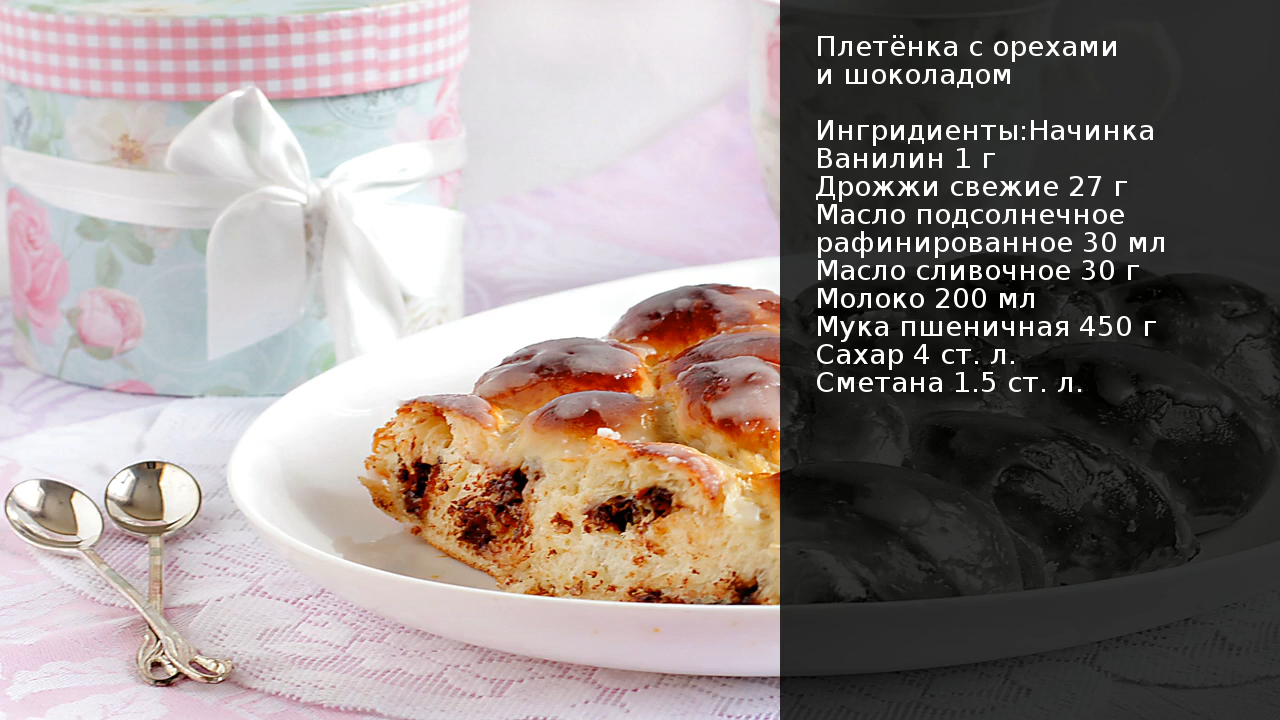 Плетёнка с орехами
и шоколадом
Ингридиенты:Начинка
Ванилин 1 г
Дрожжи свежие 27 г
Масло подсолнечное
рафинированное 30 мл
Масло сливочное 30 г
Молоко 200 мл
Мука пшеничная 450 г
Сахар 4 ст. л.
Сметана 1.5 ст. л.